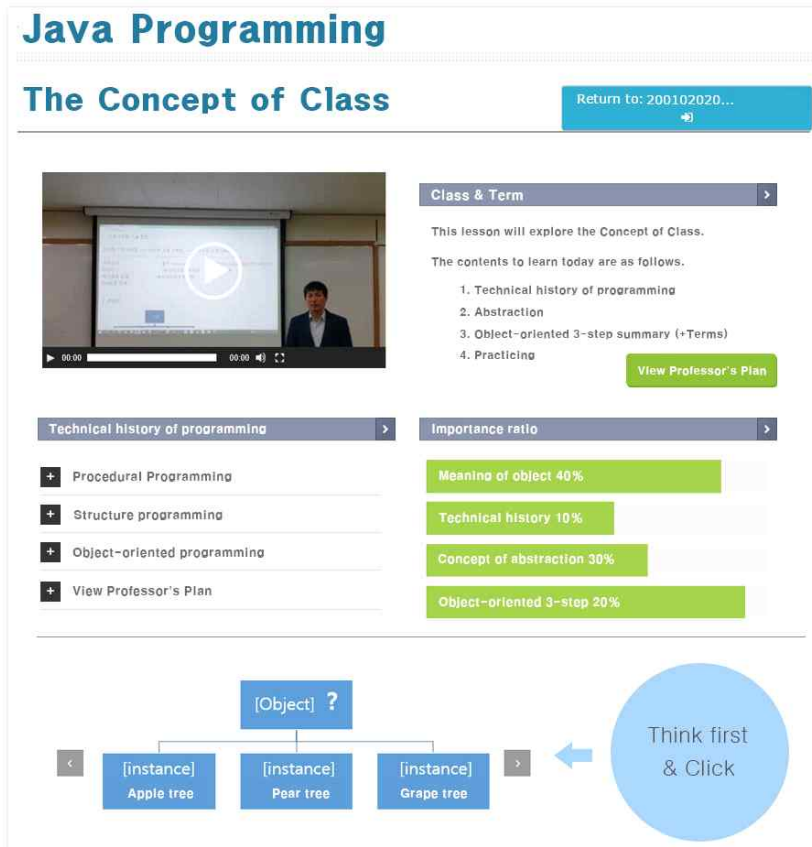 Java Programming
The Concept of Class
Return to: 200102020...
00:00
00:00
Class & Term
This lesson will explore the Concept of Class.
The contents to learn today are as follows.
1. Technical history of programming
2. Abstraction
3. Object-oriented 3-step summary (+Terms)
4. Practicing
View Professor's Plan
Technical history of programming
+ Procedural Programming
+ Structure programming
+ Object-oriented programming
+ View Professor's Plan
Importance ratio
Meaning of object 40%
Technical history 10%
Concept of abstraction 30%
Object-oriented 3-step 20%
[Object] ?
[instance]
Apple tree
[instance]
Pear tree
[instance]
Grape tree
Think first
& Click